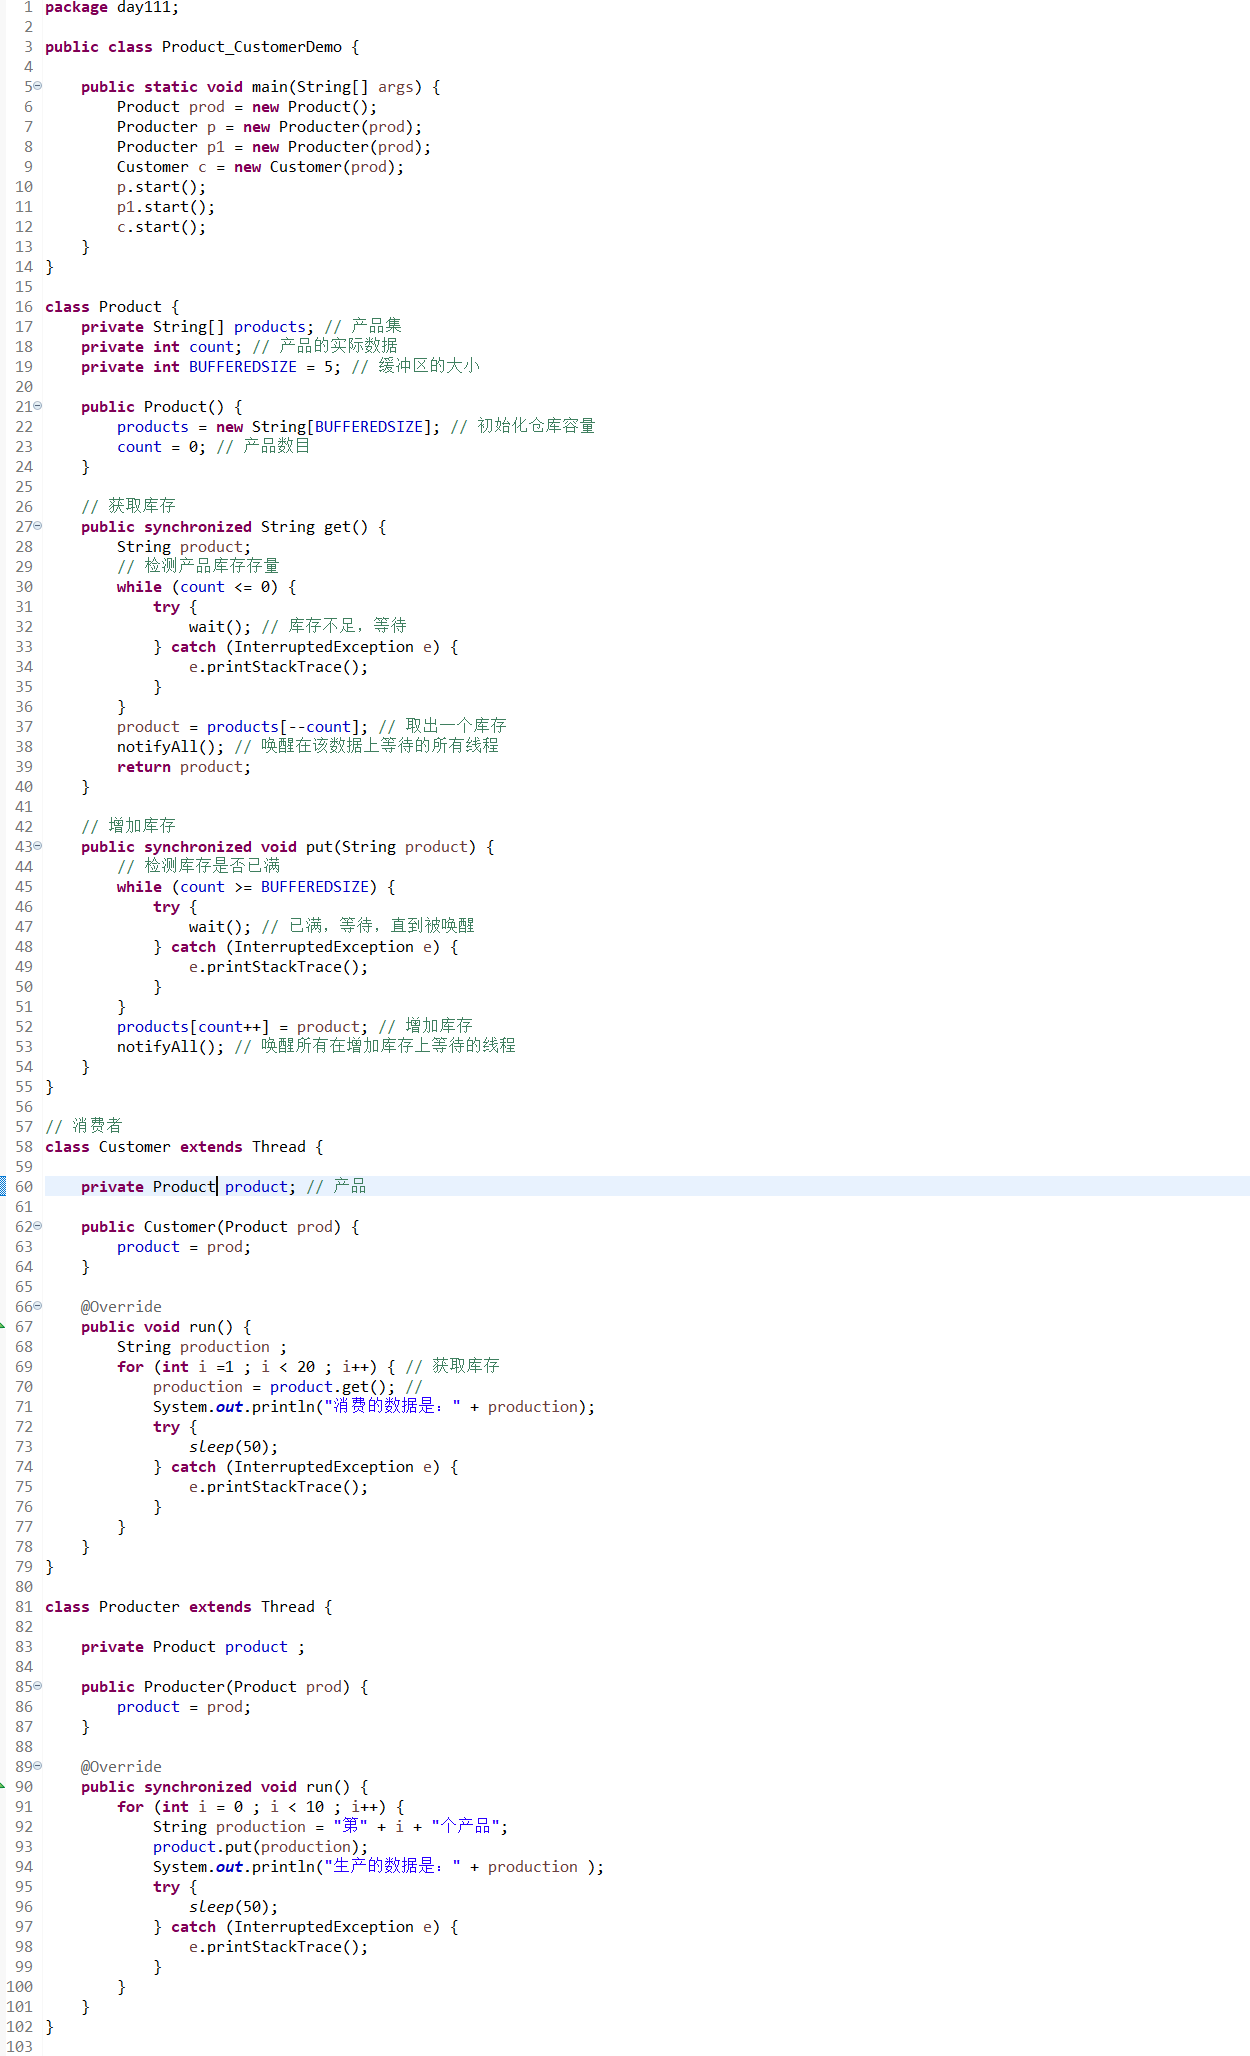 1 package day111;
2
3 public class Product_CustomerDemo {
4
5     public static void main(String[] args) {
6         Product prod = new Product();
7         Producter p = new Producter(prod);
8         Producter p1 = new Producter(prod);
9         Customer c = new Customer(prod);
10         p.start();
11         p1.start();
12         c.start();
13     }
14 }
15
16 class Product {
17     private String[] products; // 产品集
18     private int count; // 产品的实际数据
19     private int BUFFEREDSIZE = 5; // 缓冲区的大小
20
21     public Product() {
22         products = new String[BUFFEREDSIZE]; // 初始化仓库容量
23         count = 0; // 产品数目
24     }
25
26     // 获取库存
27     public synchronized String get() {
28         String product;
29         // 检测产品库存存量
30         while (count <= 0) {
31             try {
32                 wait(); // 库存不足，等待
33             } catch (InterruptedException e) {
34                 e.printStackTrace();
35             }
36         }
37         product = products[--count]; // 取出一个库存
38         notifyAll(); // 唤醒在该数据上等待的所有线程
39         return product;
40     }
41
42     // 增加库存
43     public synchronized void put(String product) {
44         // 检测库存是否已满
45         while (count >= BUFFEREDSIZE) {
46             try {
47                 wait(); // 已满，等待，直到被唤醒
48             } catch (InterruptedException e) {
49                 e.printStackTrace();
50             }
51         }
52         products[count++] = product; // 增加库存
53         notifyAll(); // 唤醒所有在增加库存上等待的线程
54     }
55 }
56
57 // 消费者
58 class Customer extends Thread {
59
60     private Product product; // 产品
61
62     public Customer(Product prod) {
63         product = prod;
64     }
65
66     @Override
67     public void run() {
68         String production ;
69         for (int i =1 ; i < 20 ; i++) { // 获取库存
70             production = product.get(); //
71             System.out.println("消费的数据是：" + production);
72             try {
73                 sleep(50);
74             } catch (InterruptedException e) {
75                 e.printStackTrace();
76             }
77         }
78     }
79 }
80
81 class Producter extends Thread {
82
83     private Product product ;
84
85     public Producter(Product prod) {
86         product = prod;
87     }
88
89     @Override
90     public synchronized void run() {
91         for (int i = 0 ; i < 10 ; i++) {
92             String production = "第" + i + "个产品";
93             product.put(production);
94             System.out.println("生产的数据是：" + production );
95             try {
96                 sleep(50);
97             } catch (InterruptedException e) {
98                 e.printStackTrace();
99             }
100         }
101     }
102 }
103